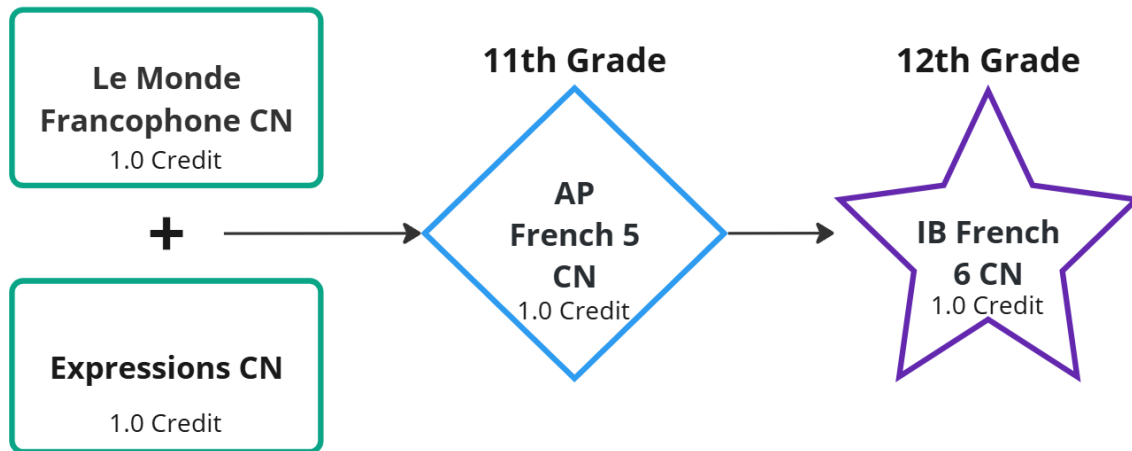 Le Monde
Francophone CN
1.0 Credit
+
Expressions CN
1.0 Credit
11th Grade
AP
French 5
CN
1.0 Credit
12th Grade
IB French
6 CN
1.0 Credit